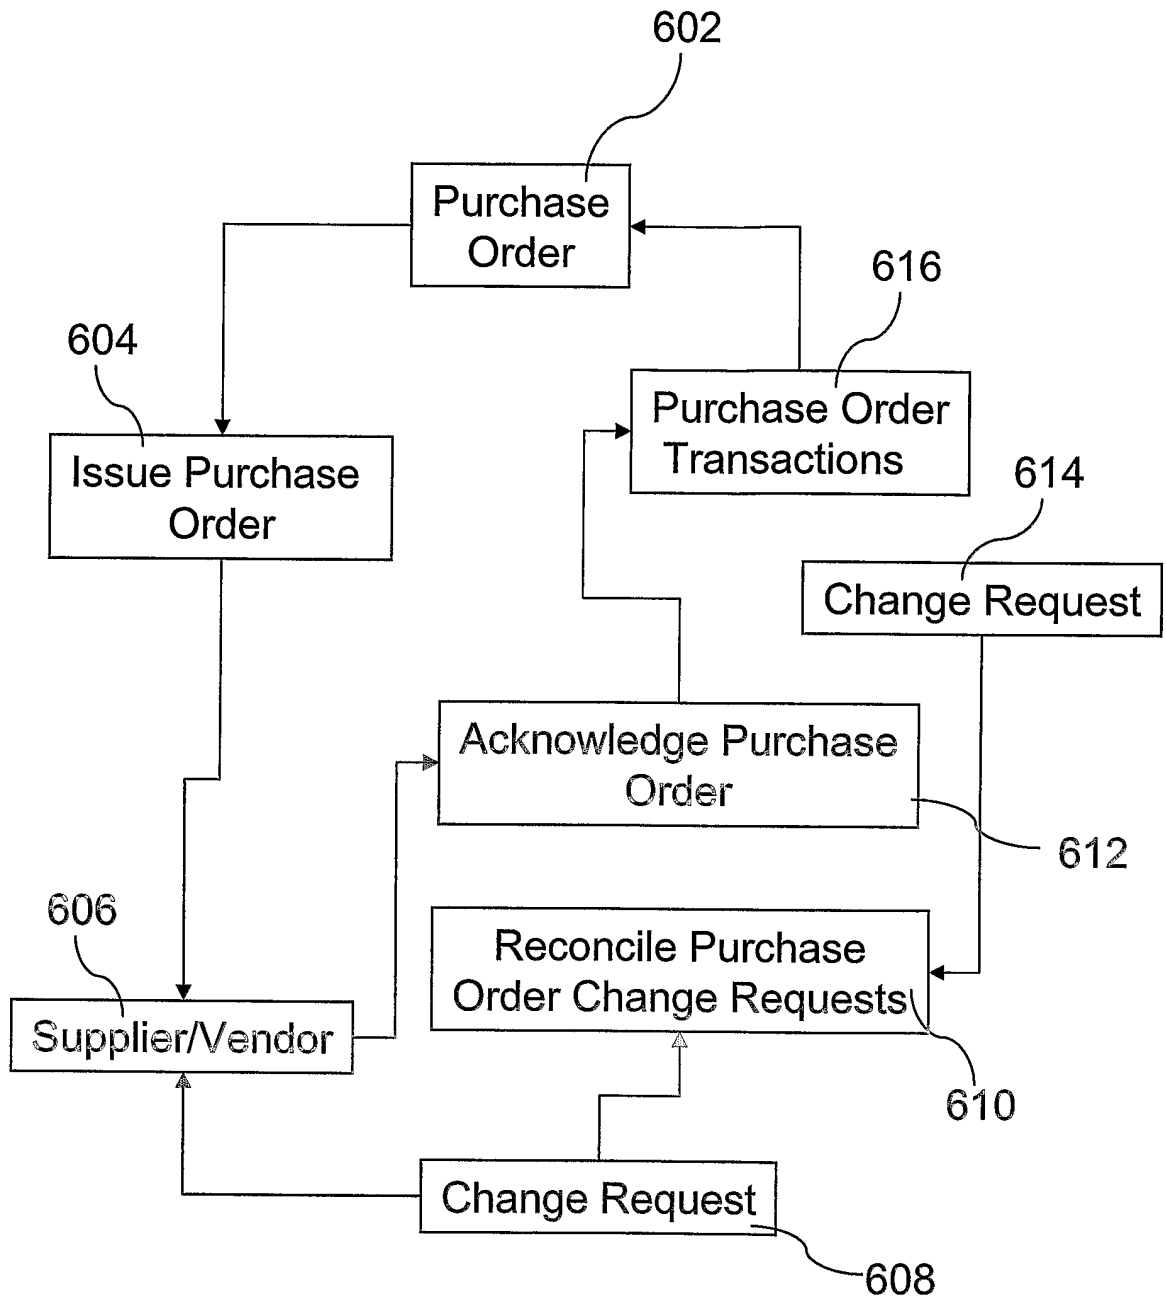 602
Purchase
Order
616
604
Purchase Order
Transactions
Issue Purchase
Order
614
Change Request
Acknowledge Purchase
Order
612
606
Reconcile Purchase
Order Change Requests
Supplier/Vendor
610
Change Request
608